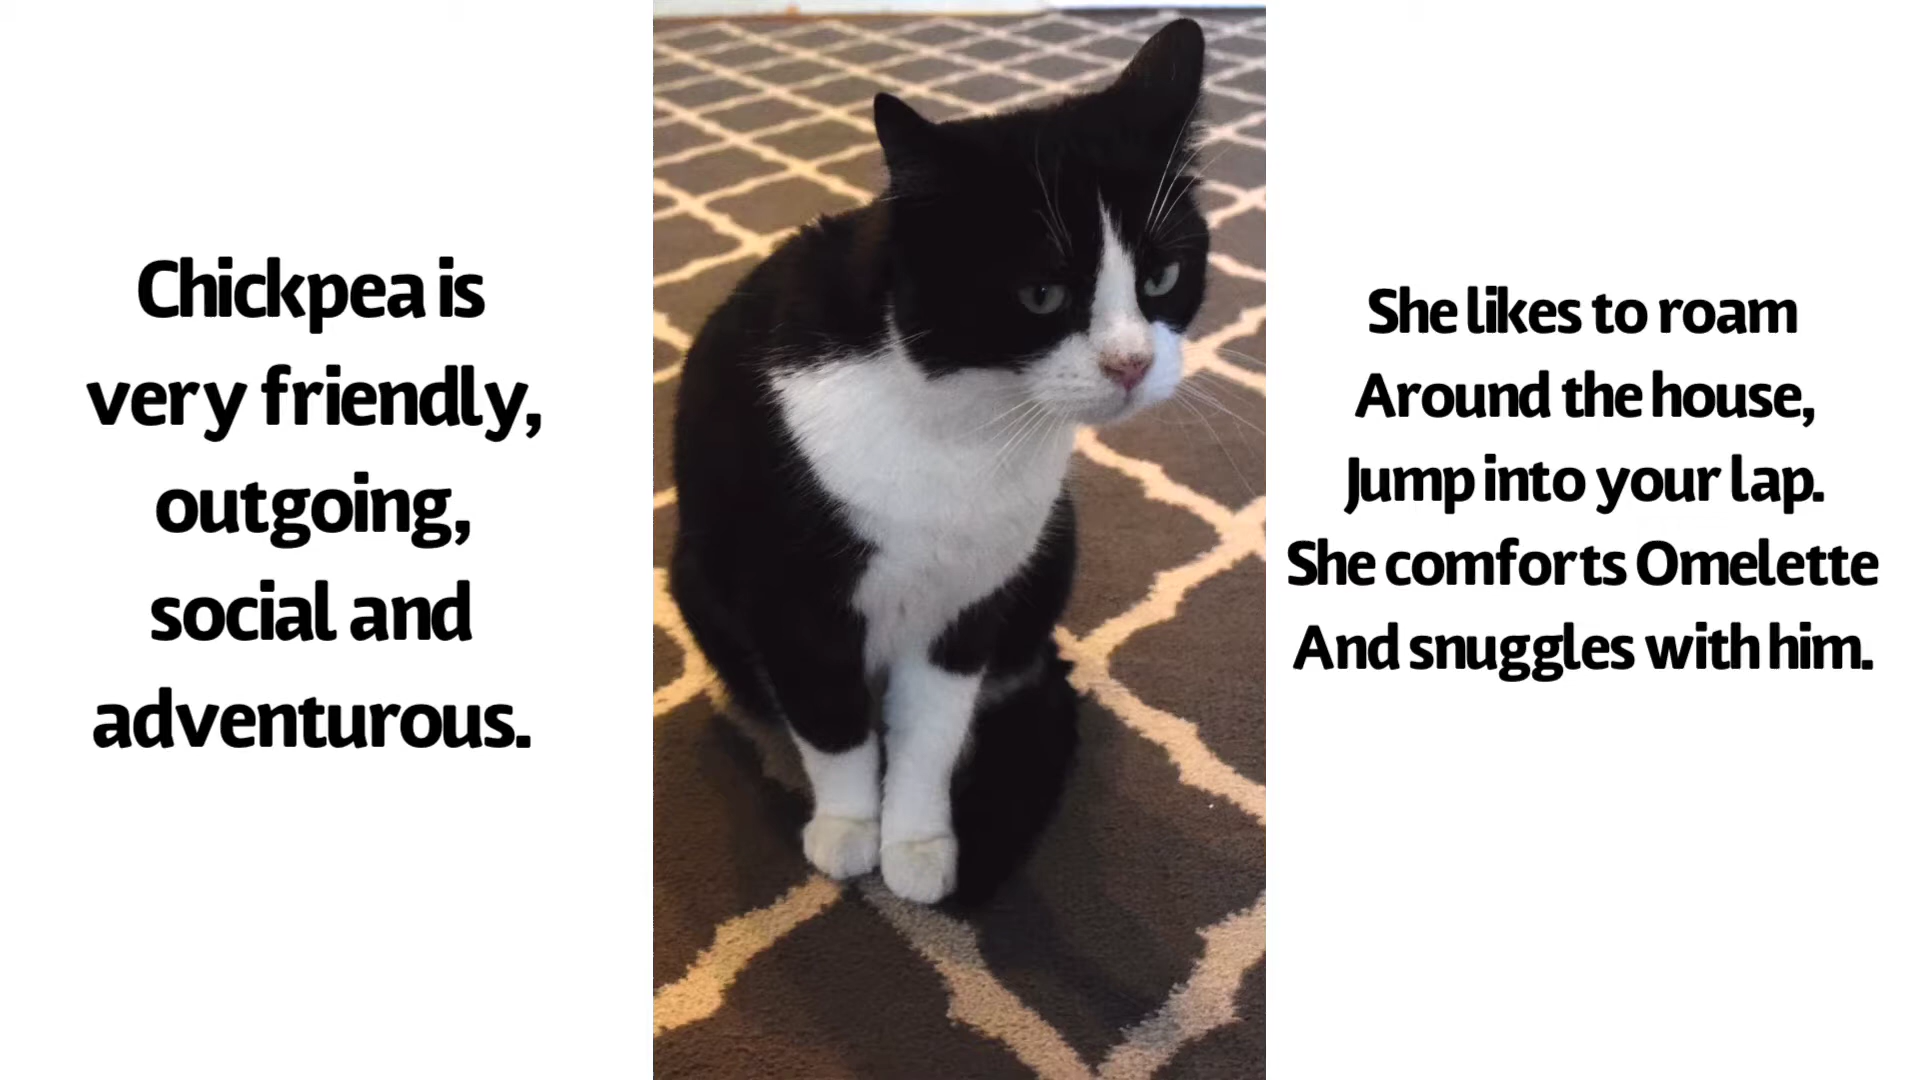 Chickpea is
very friendly,
outgoing,
social and
adventurous.
She likes to roam
Around the house,
Jump into your lap.
She comforts Omelette
And snuggles with him.